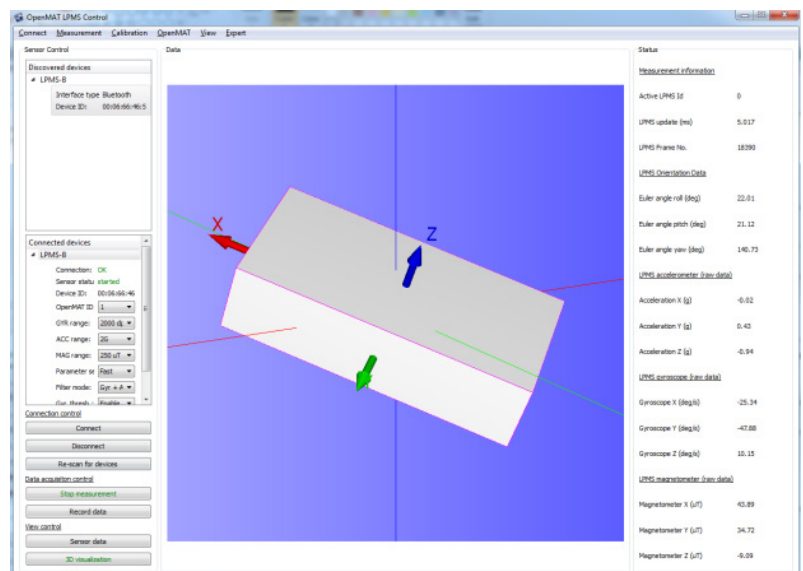 OpenMAT LPMS Control
Connect Measurement Calibration OpenMAT View Expert
Sensor Control
Discovered devices
LPMS-B
Interface type Bluetooth
Device ID: 00:06:66:46:5
Connected devices
LPMS-B
Connection: OK
Sensor statu started
Device ID: 00:06:66:46
OpenMAT ID 1
GYR range: 2000 dp
ACC range: 2G
MAG range: 250 uT
Parameter se Fast
Filter mode: Gyr + A
Gyr. thresh. : Enable
Connection control
Connect
Disconnect
Re-scan for devices
Data acquistion control
Stop measurement
Record data
View control
Sensor data
3D visualization
Data
X
Z
Status
Measurement information
Active LPMS Id 0
LPMS update (ms) 5.017
LPMS Frame No. 18390
LPMS Orientation Data
Euler angle roll (deg) 22.01
Euler angle pitch (deg) 21.12
Euler angle yaw (deg) 140.73
LPMS accelerometer (raw data)
Acceleration X (g) -0.02
Acceleration Y (g) 0.43
Acceleration Z (g) -0.94
LPMS gyroscope (raw data)
Gyroscope X (deg/s) -25.34
Gyroscope Y (deg/s) -47.88
Gyroscope Z (deg/s) 10.15
LPMS magnetometer (raw data)
Magnetometer X (uT) 43.89
Magnetometer Y (uT) 34.72
Magnetometer Z (uT) -9.09